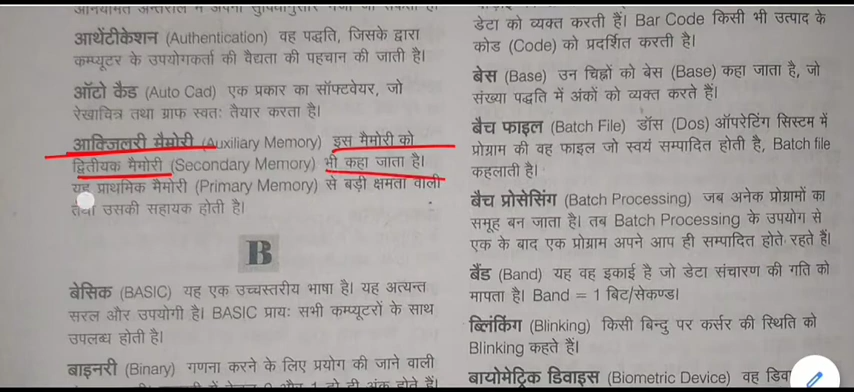 आथेंटीकेशन (Authentication) वह पद्धति, जिसके द्वारा
कम्प्यूटर के उपयोगकर्ता की वैद्यता की पहचान की जाती है।
ऑटो कैड (Auto Cad) एक प्रकार का सॉफ्टवेयर, जो
रेखाचित्र तथा ग्राफ स्वतः तैयार करता है।
आक्जिलरी मैमोरी (Auxiliary Memory) इस मैमोरी को
द्वितीयक मैमोरी (Secondary Memory) भी कहा जाता है।
यह प्राथमिक मैमोरी (Primary Memory) से बड़ी क्षमता वाली
तथा उसकी सहायक होती है।
B
बेसिक (BASIC) यह एक उच्चस्तरीय भाषा है। यह अत्यन्त
सरल और उपयोगी है। BASIC प्रायः सभी कम्प्यूटरों के साथ
उपलब्ध होती है।
बाइनरी (Binary) गणना करने के लिए प्रयोग की जाने वाली
डेटा को व्यक्त करती हैं। Bar Code किसी भी उत्पाद के
कोड (Code) को प्रदर्शित करती है।
बेस (Base) उन चिह्नों को बेस (Base) कहा जाता है, जो
संख्या पद्धति में अंकों को व्यक्त करते हैं।
बैच फाइल (Batch File) डॉस (Dos) ऑपरेटिंग सिस्टम में
प्रोग्राम की वह फाइल जो स्वयं सम्पादित होती है, Batch file
कहलाती है।
बैच प्रोसेसिंग (Batch Processing) जब अनेक प्रोग्रामों का
समूह बन जाता है। तब Batch Processing के उपयोग से
एक के बाद एक प्रोग्राम अपने आप ही सम्पादित होते रहते हैं।
बैंड (Band) यह वह इकाई है जो डेटा संचारण की गति को
मापता है। Band = 1 बिट/सेकण्ड।
ब्लिंकिंग (Blinking) किसी बिन्दु पर कर्सर की स्थिति को
Blinking कहते हैं।
बायोमेट्रिक डिवाइस (Biometric Device) वह